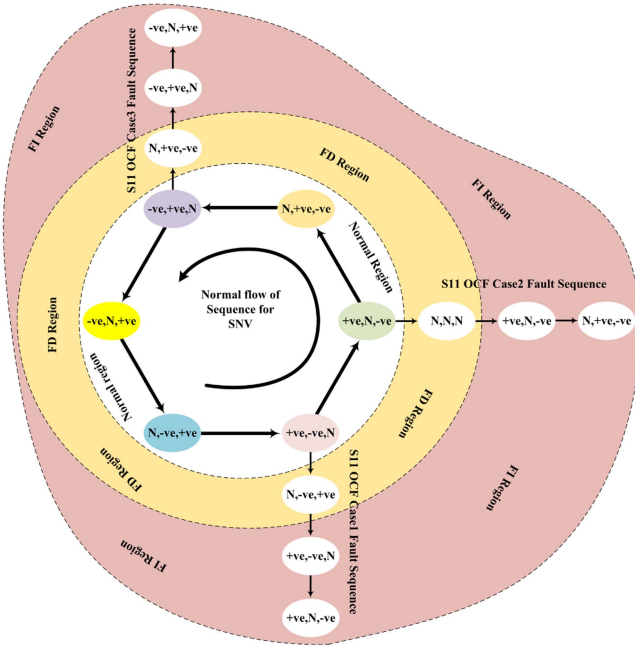 -ve,N,+ve
-ve,+ve,N
N,+ve,-ve
S11 OCF Case3 Fault Sequence
FI Region
FD Region
FI Region
-ve,+ve,N
N,+ve,-ve
Normal Region
S11 OCF Case2 Fault Sequence
Normal flow of
Sequence for
SNV
-ve,N,+ve
+ve,N,-ve
N,N,N
+ve,N,-ve
N,+ve,-ve
FD Region
Normal region
FD Region
N,-ve,+ve
+ve,-ve,N
FD Region
FI Region
N,-ve,+ve
S11 OCF Case1 Fault Sequence
FI Region
+ve,-ve,N
+ve,N,-ve